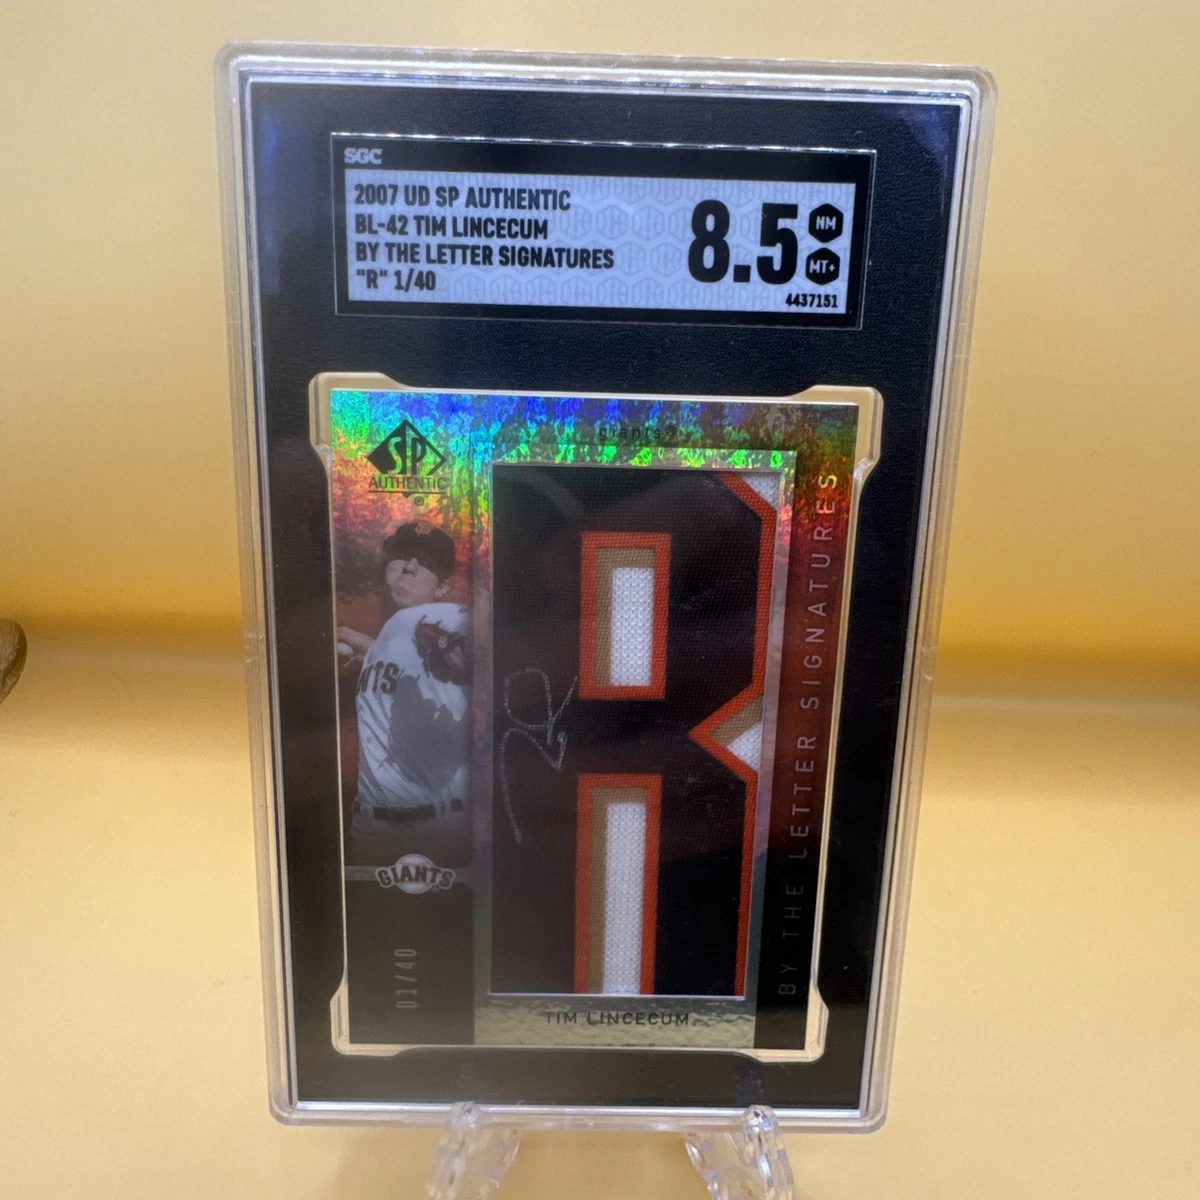 SGC
2007 UD SP AUTHENTIC
BL-42 TIM LINCECUM
BY THE LETTER SIGNATURES
"R" 1/40
8.5
NM
MT+
4437151
giants®
SP
AUTHENTIC
®
BY THE LETTER SIGNATURES
NTS
R
GIANTS
01/40
TIM LINCECUM